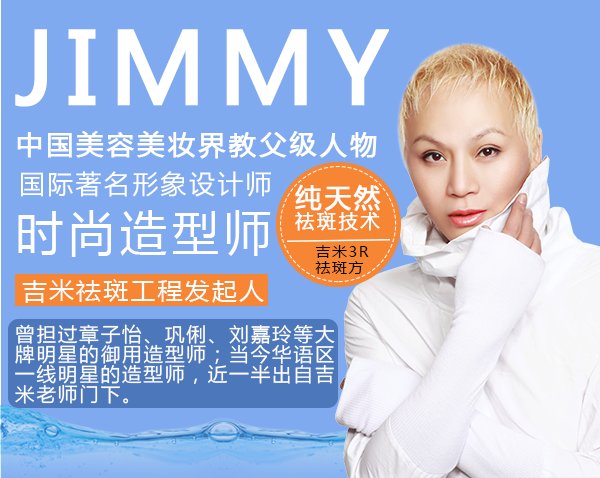 JIMMY
中国美容美妆界教父级人物
国际著名形象设计师
时尚造型师
纯天然
祛斑技术
吉米3R
祛斑方
吉米祛斑工程发起人
曾担过章子怡、巩俐、刘嘉玲等大
牌明星的御用造型师；当今华语区
一线明星的造型师，近一半出自吉
米老师门下。